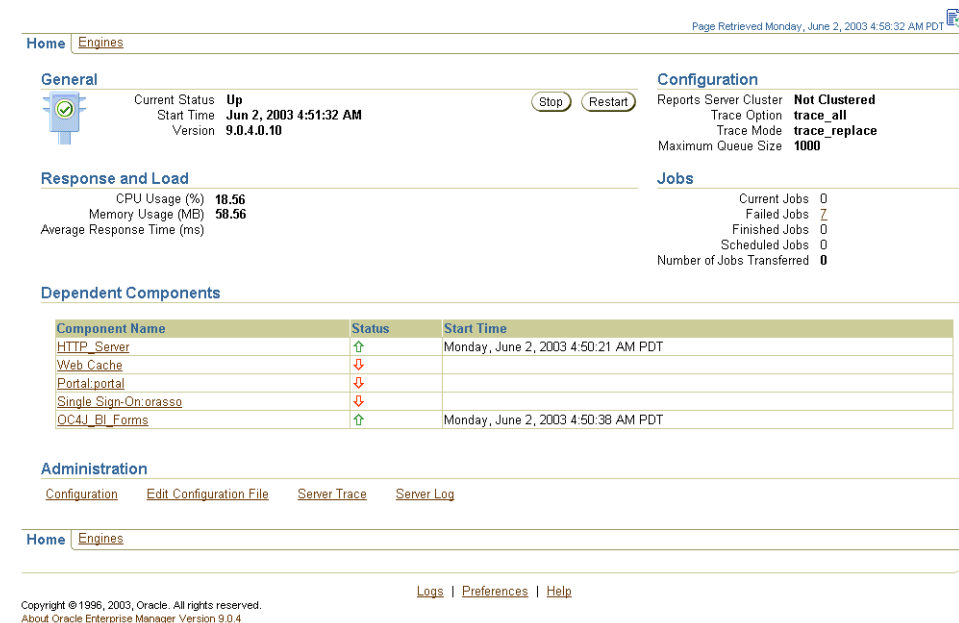 Page Retrieved Monday, June 2, 2003 4:58:32 AM PDT
Home Engines
General
Current Status Up
Start Time Jun 2, 2003 4:51:32 AM
Version 9.0.4.0.10
Stop Restart
Configuration
Reports Server Cluster Not Clustered
Trace Option trace_all
Trace Mode trace_replace
Maximum Queue Size 1000
Response and Load
CPU Usage (%) 18.56
Memory Usage (MB) 58.56
Average Response Time (ms)
Jobs
Current Jobs 0
Failed Jobs 7
Finished Jobs 0
Scheduled Jobs 0
Number of Jobs Transferred 0
Dependent Components
Component Name Status Start Time
HTTP_Server Monday, June 2, 2003 4:50:21 AM PDT
Web Cache
Portal:portal
Single Sign-On:orasso
OC4J_BI_Forms Monday, June 2, 2003 4:50:38 AM PDT
Administration
Configuration Edit Configuration File Server Trace Server Log
Home Engines
Logs | Preferences | Help
Copyright © 1996, 2003, Oracle. All rights reserved.
About Oracle Enterprise Manager Version 9.0.4